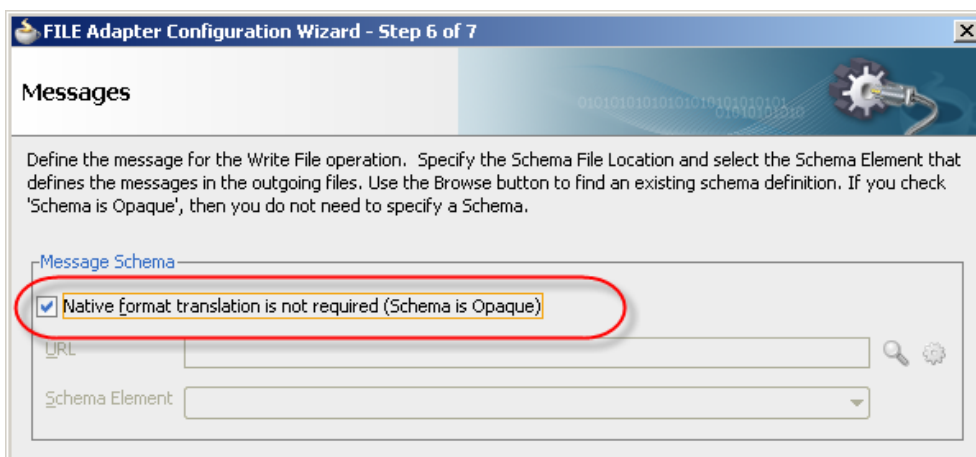 FILE Adapter Configuration Wizard - Step 6 of 7
Messages
Define the message for the Write File operation.  Specify the Schema File Location and select the Schema Element that
defines the messages in the outgoing files. Use the Browse button to find an existing schema definition. If you check
'Schema is Opaque', then you do not need to specify a Schema.
Message Schema
Native format translation is not required (Schema is Opaque)
URL
Schema Element